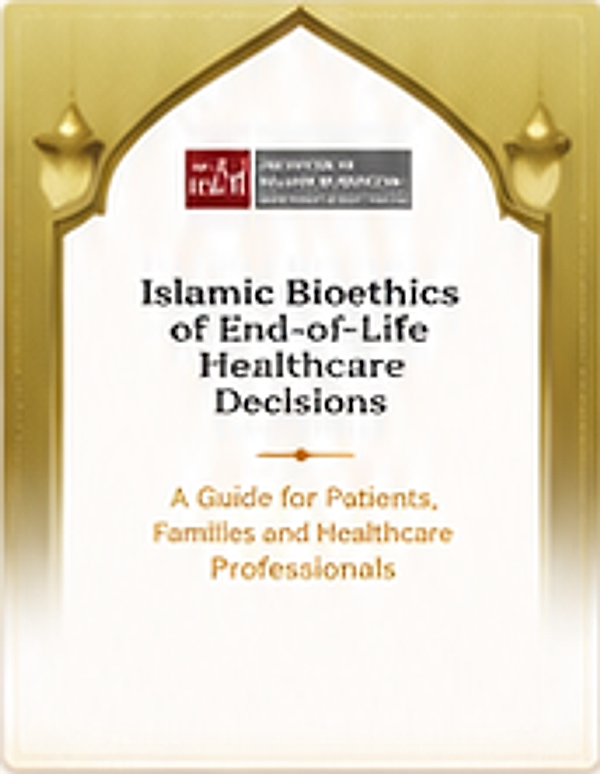 Islamic Bioethics
of End-of-Life
Healthcare
Decisions
A Guide for Patients,
Families and Healthcare
Professionals